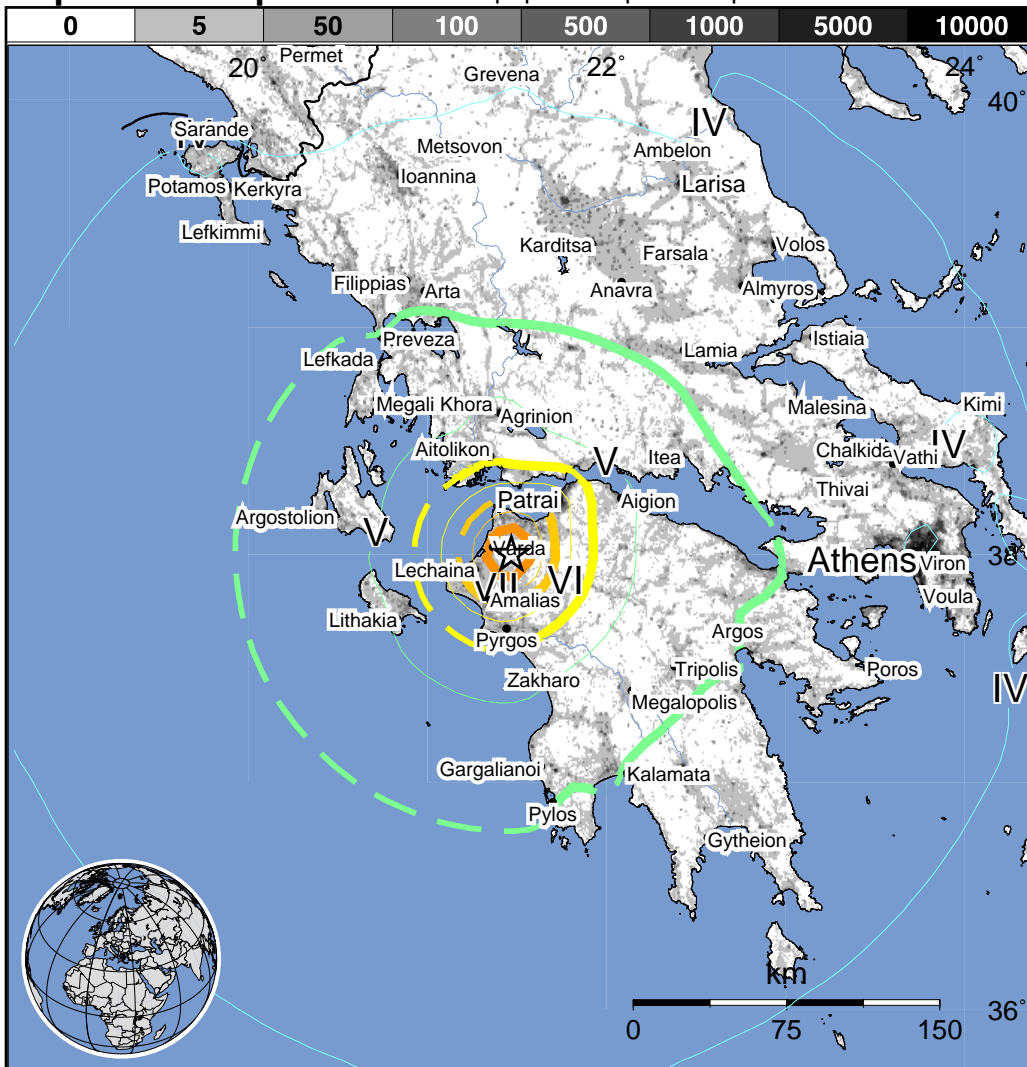 0 5 50 100 500 1000 5000 10000
Permet
20°
22°
24°
Grevena
40°
IV
Sarande
IV
Metsovon
Ambelon
Ioannina
Larisa
Potamos
Kerkyra
Lefkimmi
Karditsa
Farsala
Volos
Filippias
Arta
Anavra
Almyros
Preveza
Istiaia
Lefkada
Lamia
Megali Khora
Agrinion
Malesina
Kimi
Aitolikon
V
Itea
Chalkida
IV
Vathi
Patrai
Aigion
Thivai
Argostolion
V
Varda
Athens
Viron
38°
Lechaina
VII
VI
Amalias
Voula
Lithakia
Pyrgos
Argos
Zakharo
Tripolis
Poros
IV
Megalopolis
Gargalianoi
Kalamata
Pylos
Gytheion
km
0 75 150
36°